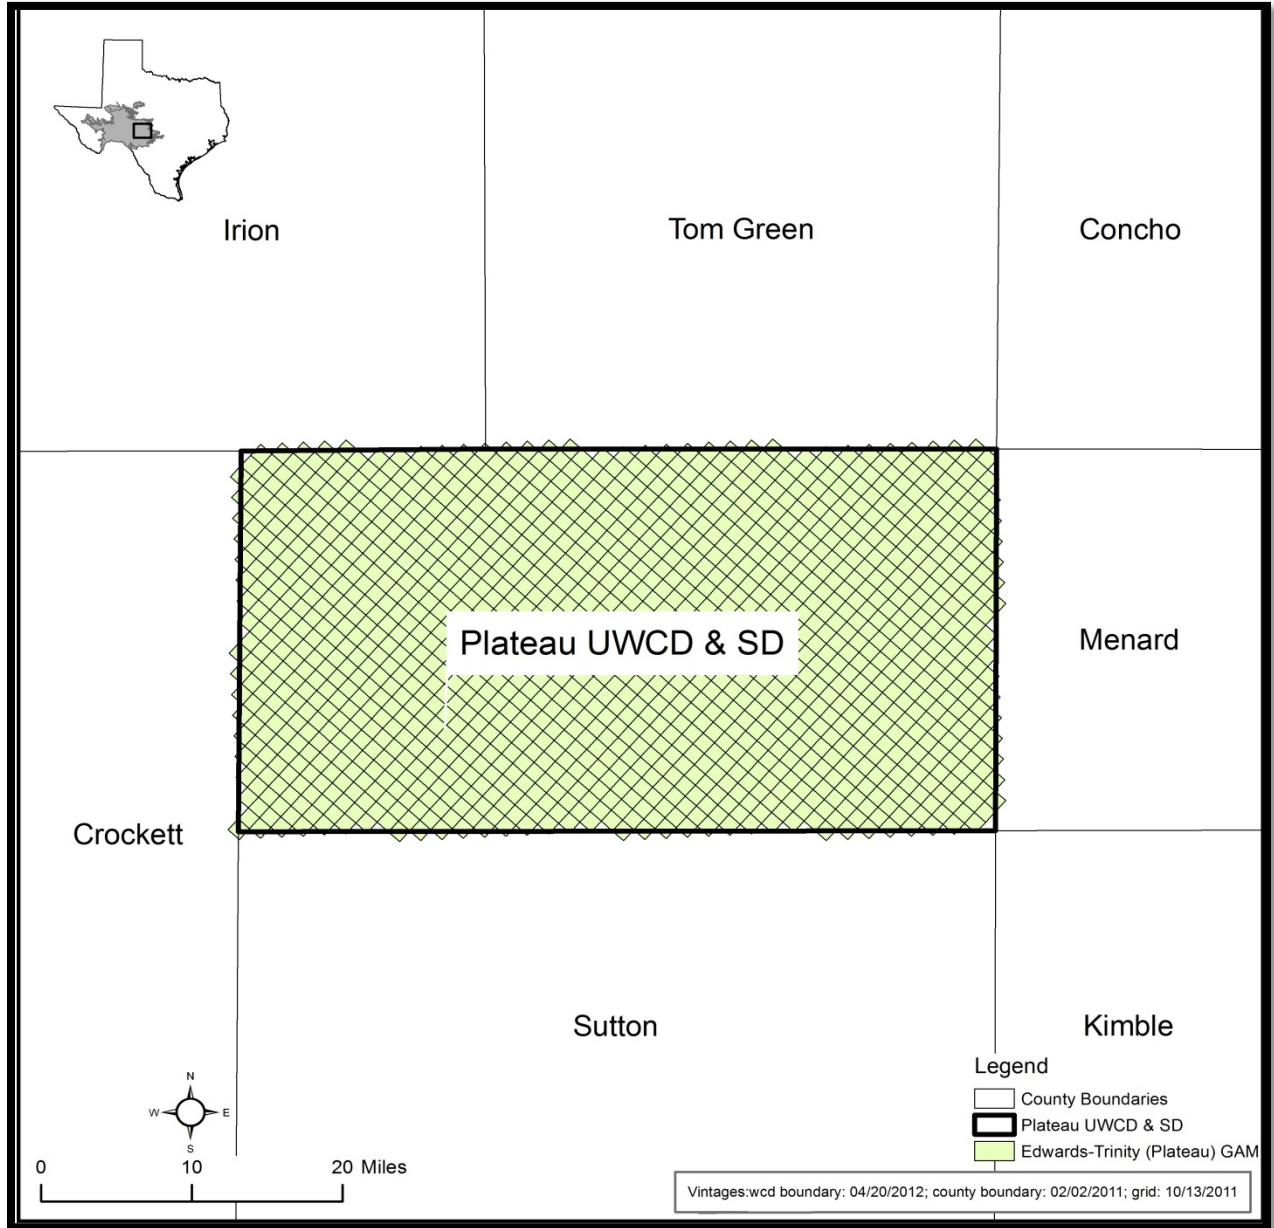 Irion
Tom Green
Concho
Plateau UWCD & SD
Menard
Crockett
Sutton
Kimble
N
W E
S
0 10 20 Miles
Legend
County Boundaries
Plateau UWCD & SD
Edwards-Trinity (Plateau) GAM
Vintages:wcd boundary: 04/20/2012; county boundary: 02/02/2011; grid: 10/13/2011